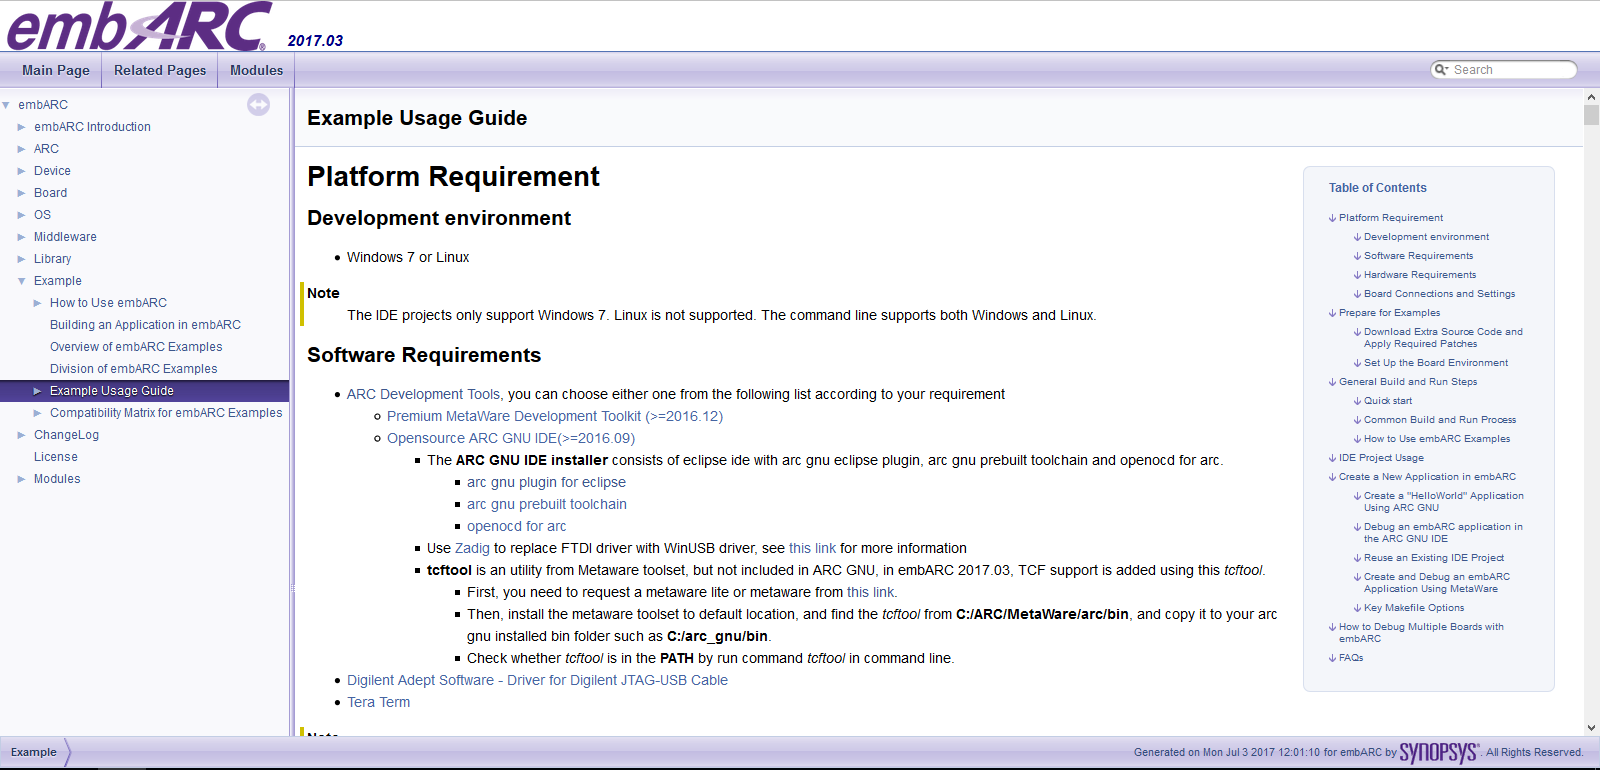 embARC® 2017.03
Main Page Related Pages Modules Search
embARC
embARC Introduction
ARC
Device
Board
OS
Middleware
Library
Example
How to Use embARC
Building an Application in embARC
Overview of embARC Examples
Division of embARC Examples
Example Usage Guide
Compatibility Matrix for embARC Examples
ChangeLog
License
Modules
Example Usage Guide
Platform Requirement
Development environment
Windows 7 or Linux
Note
The IDE projects only support Windows 7. Linux is not supported. The command line supports both Windows and Linux.
Software Requirements
ARC Development Tools, you can choose either one from the following list according to your requirement
Premium MetaWare Development Toolkit (>=2016.12)
Opensource ARC GNU IDE(>=2016.09)
The ARC GNU IDE installer consists of eclipse ide with arc gnu eclipse plugin, arc gnu prebuilt toolchain and openocd for arc.
arc gnu plugin for eclipse
arc gnu prebuilt toolchain
openocd for arc
Use Zadig to replace FTDI driver with WinUSB driver, see this link for more information
tcftool is an utility from Metaware toolset, but not included in ARC GNU, in embARC 2017.03, TCF support is added using this tcftool.
First, you need to request a metaware lite or metaware from this link.
Then, install the metaware toolset to default location, and find the tcftool from C:/ARC/MetaWare/arc/bin, and copy it to your arc
gnu installed bin folder such as C:/arc_gnu/bin.
Check whether tcftool is in the PATH by run command tcftool in command line.
Digilent Adept Software - Driver for Digilent JTAG-USB Cable
Tera Term
Note
Table of Contents
Platform Requirement
Development environment
Software Requirements
Hardware Requirements
Board Connections and Settings
Prepare for Examples
Download Extra Source Code and
Apply Required Patches
Set Up the Board Environment
General Build and Run Steps
Quick start
Common Build and Run Process
How to Use embARC Examples
IDE Project Usage
Create a New Application in embARC
Create a "HelloWorld" Application
Using ARC GNU
Debug an embARC application in
the ARC GNU IDE
Reuse an Existing IDE Project
Create and Debug an embARC
Application Using MetaWare
Key Makefile Options
How to Debug Multiple Boards with
embARC
FAQs
Example
Generated on Mon Jul 3 2017 12:01:10 for embARC by SYNOPSYS®. All Rights Reserved.